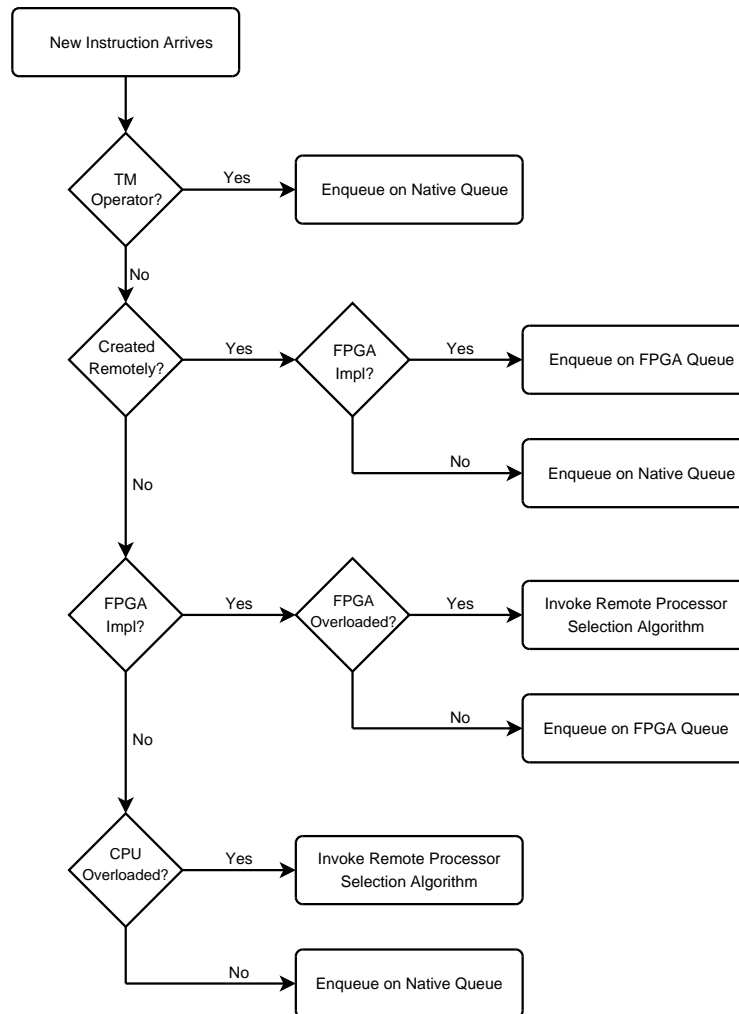 New Instruction Arrives
TM
Operator?
Yes
Enqueue on Native Queue
No
Created
Remotely?
Yes
FPGA
Impl?
Yes
Enqueue on FPGA Queue
No
Enqueue on Native Queue
No
FPGA
Impl?
Yes
FPGA
Overloaded?
Yes
Invoke Remote Processor
Selection Algorithm
No
Enqueue on FPGA Queue
No
CPU
Overloaded?
Yes
Invoke Remote Processor
Selection Algorithm
No
Enqueue on Native Queue